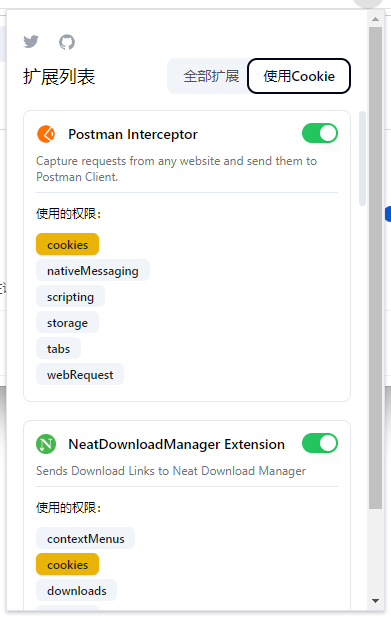 扩展列表
全部扩展
使用Cookie
Postman Interceptor
Capture requests from any website and send them to
Postman Client.
使用的权限：
cookies
nativeMessaging
scripting
storage
tabs
webRequest
NeatDownloadManager Extension
Sends Download Links to Neat Download Manager
使用的权限：
contextMenus
cookies
downloads